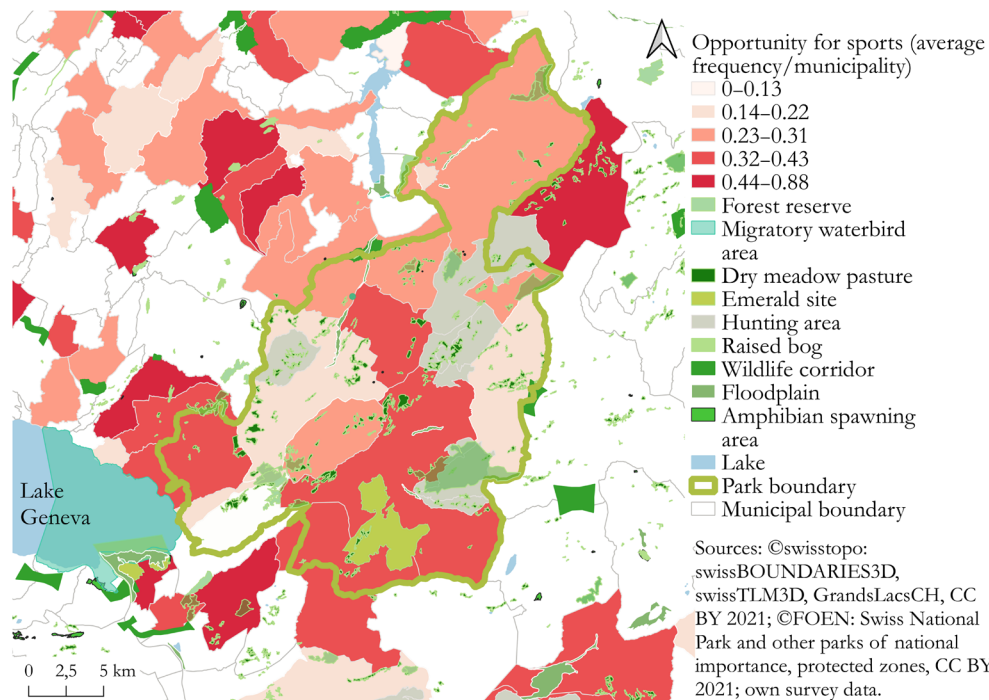 Opportunity for sports (average
frequency/municipality)
0–0.13
0.14–0.22
0.23–0.31
0.32–0.43
0.44–0.88
Forest reserve
Migratory waterbird
area
Dry meadow pasture
Emerald site
Hunting area
Raised bog
Wildlife corridor
Floodplain
Amphibian spawning
area
Lake
Park boundary
Municipal boundary
Sources: ©swisstopo:
swissBOUNDARIES3D,
swissTLM3D, GrandsLacsCH, CC
BY 2021; ©FOEN: Swiss National
Park and other parks of national
importance, protected zones, CC BY
2021; own survey data.
Lake
Geneva
0 2,5 5 km